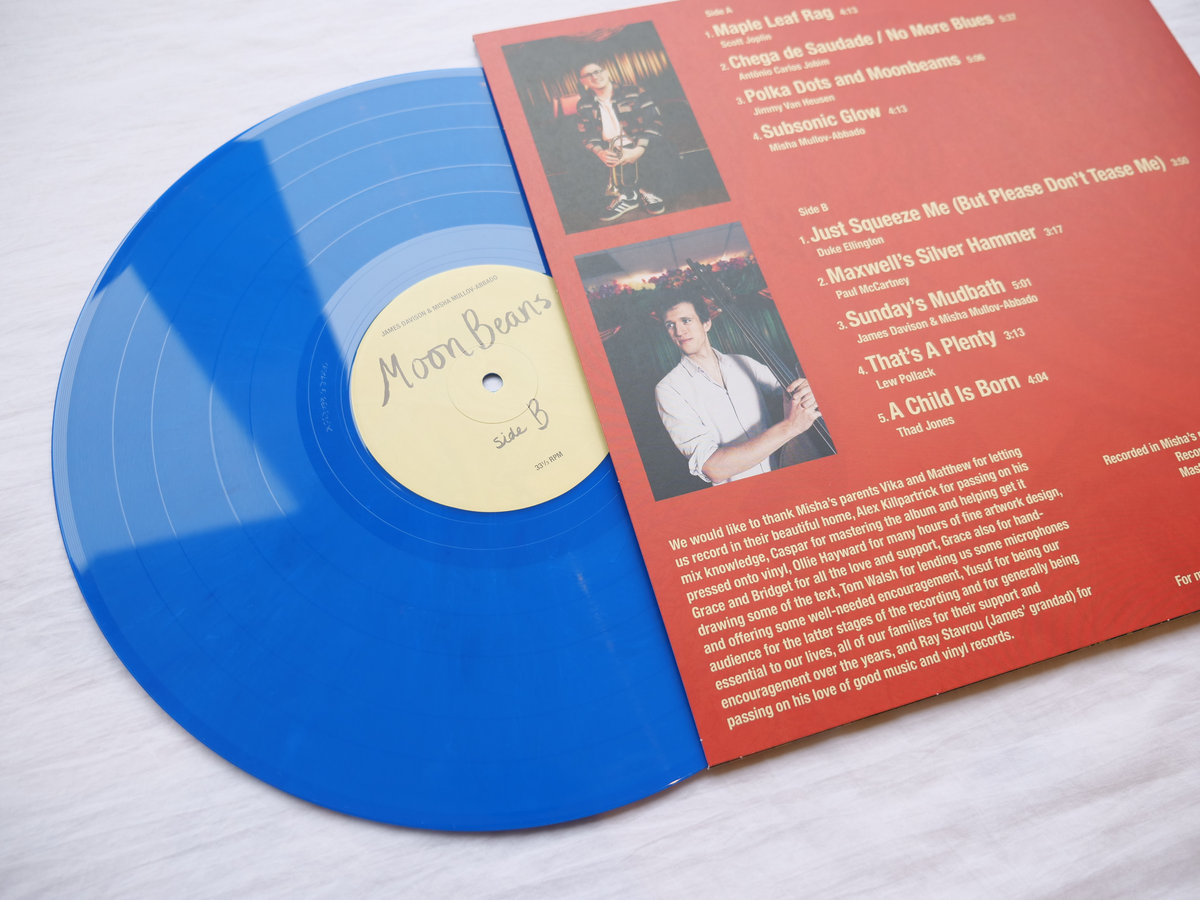 JAMES DAVISON & MISHA MULLOV-ABBADO
Moon Beans
side B
33⅓ RPM
Side A
1. Maple Leaf Rag 4:13
Scott Joplin
2. Chega de Saudade / No More Blues 5:37
Antônio Carlos Jobim
3. Polka Dots and Moonbeams 5:06
Jimmy Van Heusen
4. Subsonic Glow 4:13
Misha Mullov-Abbado
Side B
1. Just Squeeze Me (But Please Don't Tease Me) 3:50
Duke Ellington
2. Maxwell's Silver Hammer 3:17
Paul McCartney
3. Sunday's Mudbath 5:01
James Davison & Misha Mullov-Abbado
4. That's A Plenty 3:13
Lew Pollack
5. A Child Is Born 4:04
Thad Jones
We would like to thank Misha's parents Vika and Matthew for letting
us record in their beautiful home, Alex Killpartrick for passing on his
mix knowledge, Caspar for mastering the album and helping get it
pressed onto vinyl, Ollie Hayward for many hours of fine artwork design,
Grace and Bridget for all the love and support, Grace also for hand-
drawing some of the text, Tom Walsh for lending us some microphones
and offering some well-needed encouragement, Yusuf for being our
audience for the latter stages of the recording and for generally being
essential to our lives, all of our families for their support and
encouragement over the years, and Ray Stavrou (James' grandad) for
passing on his love of good music and vinyl records.
Recorded in Misha's
Reco
Mas
For m